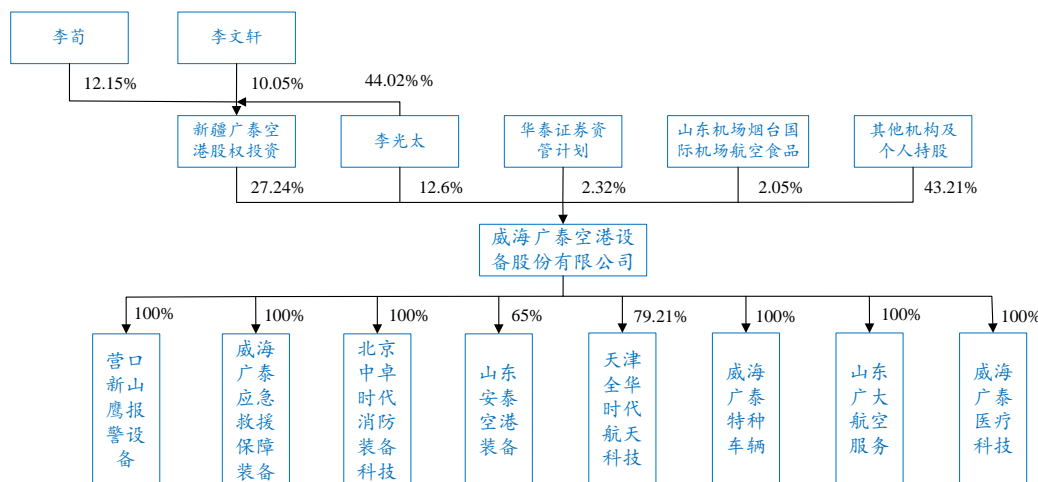 李荀
李文轩
12.15%
10.05%
44.02%%
新疆广泰空
港股权投资
李光太
华泰证券资
管计划
山东机场烟台国
际机场航空食品
其他机构及
个人持股
27.24%
12.6%
2.32%
2.05%
43.21%
威海广泰空港设
备股份有限公司
100%
100%
100%
65%
79.21%
100%
100%
100%
营口
新山
鹰报
警设
备
威海
广泰
应急
救援
保障
装备
北京
中卓
时代
消防
装备
科技
山东
安泰
空港
装备
天津
全华
时代
航天
科技
威海
广泰
特种
车辆
山东
广大
航空
服务
威海
广泰
医疗
科技